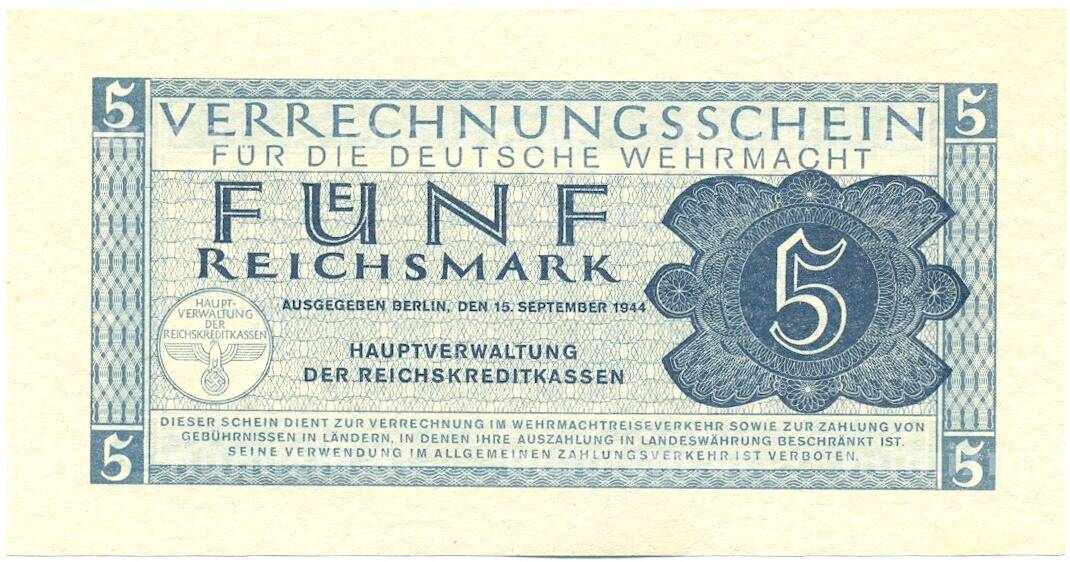 5 5
VERRECHNUNGSSCHEIN
FÜR DIE DEUTSCHE WEHRMACHT
FUENF
REICHSMARK
5
AUSGEGEBEN BERLIN, DEN 15. SEPTEMBER 1944
HAUPT-
VERWALTUNG
DER
REICHSKREDITKASSEN
HAUPTVERWALTUNG
DER REICHSKREDITKASSEN
DIESER SCHEIN DIENT ZUR VERRECHNUNG IM WEHRMACHTREISEVERKEHR SOWIE ZUR ZAHLUNG VON
GEBÜHRNISSEN IN LÄNDERN, IN DENEN IHRE AUSZAHLUNG IN LANDESWÄHRUNG BESCHRÄNKT IST.
SEINE VERWENDUNG IM ALLGEMEINEN ZAHLUNGSVERKEHR IST VERBOTEN.
5 5